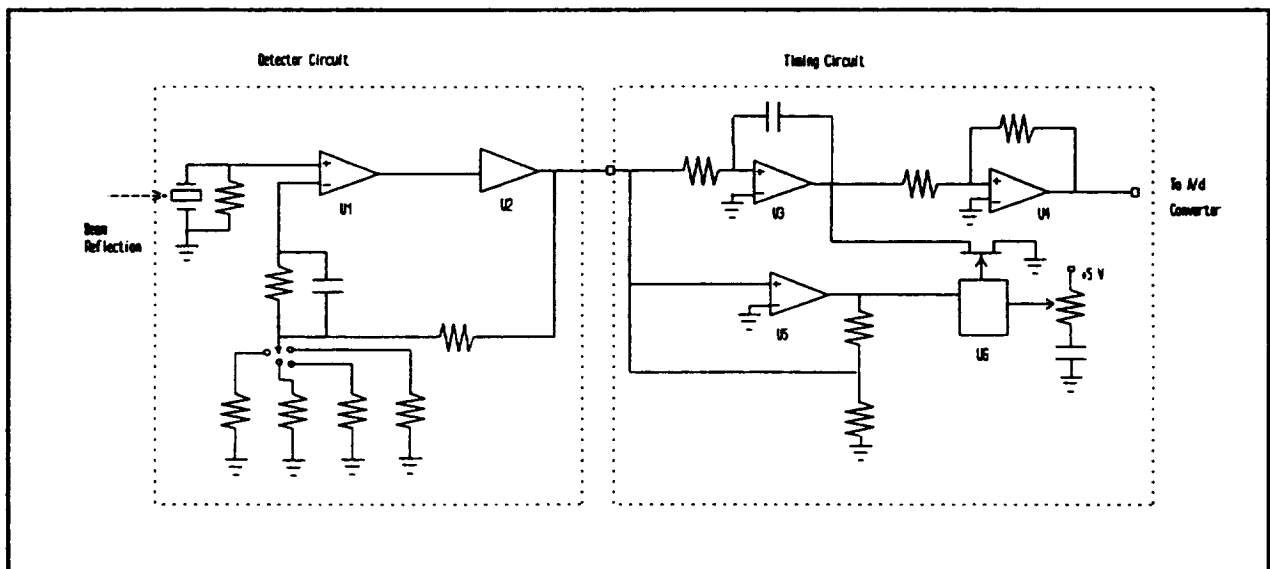 Detector Circuit
Timing Circuit
Beam
Reflection
U1
U2
U3
U4
U5
U6
+5 V
To A/d
Converter